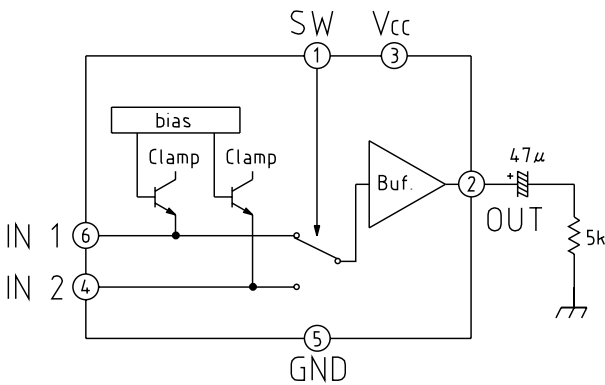 SW Vcc
1 3
bias
Clamp Clamp
47μ
+
Buf. 2
OUT
IN 1 6
5k
IN 2 4
5
GND